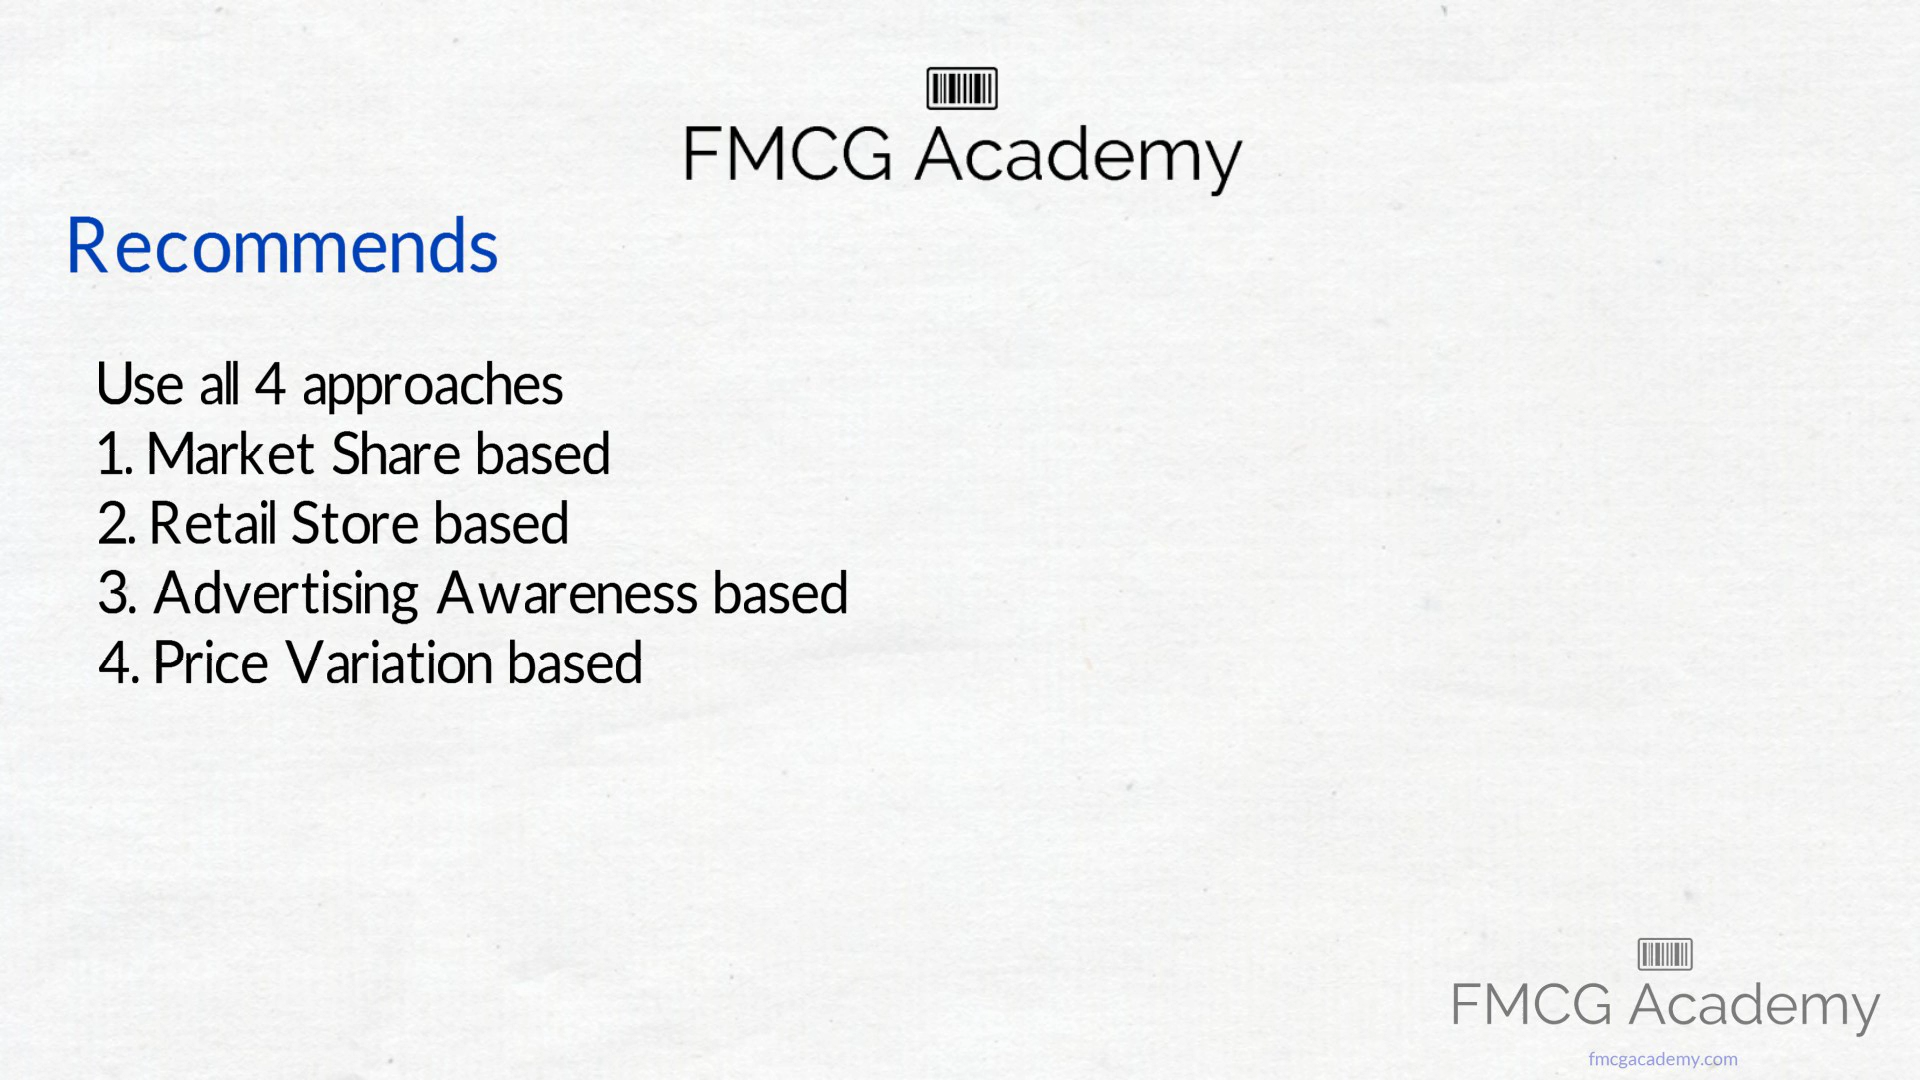 FMCG Academy
Recommends
Use all 4 approaches
1. Market Share based
2. Retail Store based
3. Advertising Awareness based
4. Price Variation based
FMCG Academy
fmcgacademy.com